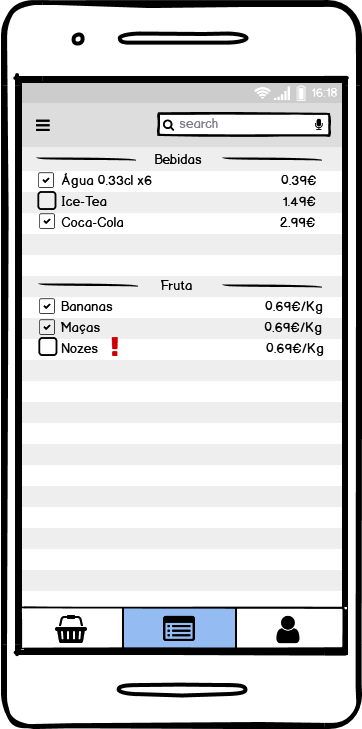 16:18
search
Bebidas
Água 0.33cl x6 0.39€
Ice-Tea 1.49€
Coca-Cola 2.99€
Fruta
Bananas 0.69€/Kg
Maças 0.69€/Kg
Nozes ! 0.69€/Kg